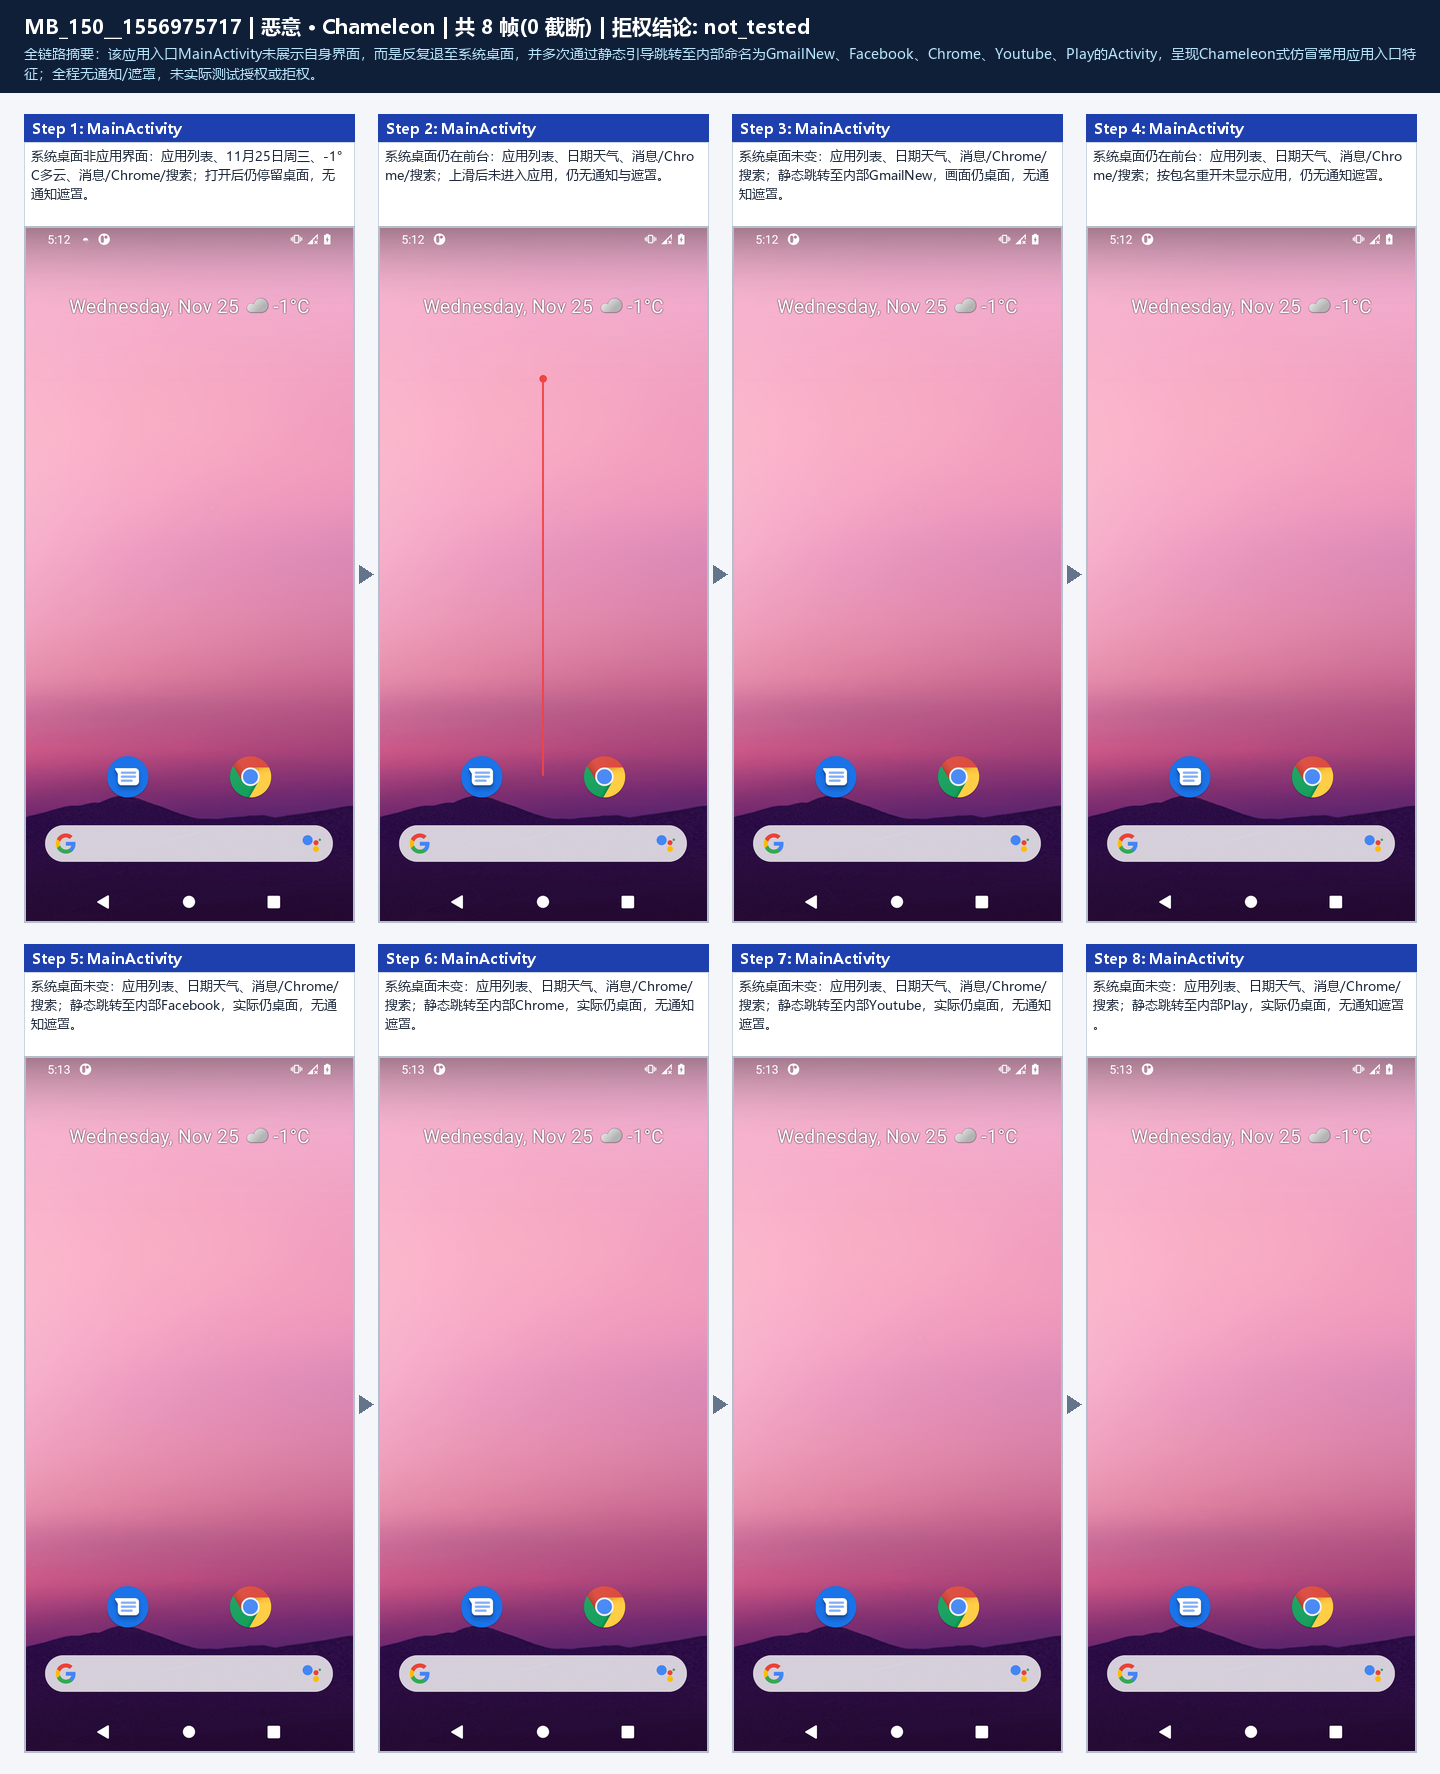 MB_150__1556975717 | 恶意 • Chameleon | 共 8 帧(0 截断) | 拒权结论: not_tested
全链路摘要：该应用入口MainActivity未展示自身界面，而是反复退至系统桌面，并多次通过静态引导跳转至内部命名为GmailNew、Facebook、Chrome、Youtube、Play的Activity，呈现Chameleon式仿冒常用应用入口特
征；全程无通知/遮罩，未实际测试授权或拒权。
Step 1: MainActivity
系统桌面非应用界面：应用列表、11月25日周三、-1°
C多云、消息/Chrome/搜索；打开后仍停留桌面，无
通知遮罩。
5:12
Wednesday, Nov 25 -1°C
Step 2: MainActivity
系统桌面仍在前台：应用列表、日期天气、消息/Chro
me/搜索；上滑后未进入应用，仍无通知与遮罩。
5:12
Wednesday, Nov 25 -1°C
Step 3: MainActivity
系统桌面未变：应用列表、日期天气、消息/Chrome/
搜索；静态跳转至内部GmailNew，画面仍桌面，无通
知遮罩。
5:12
Wednesday, Nov 25 -1°C
Step 4: MainActivity
系统桌面仍在前台：应用列表、日期天气、消息/Chro
me/搜索；按包名重开未显示应用，仍无通知遮罩。
5:12
Wednesday, Nov 25 -1°C
Step 5: MainActivity
系统桌面未变：应用列表、日期天气、消息/Chrome/
搜索；静态跳转至内部Facebook，实际仍桌面，无通
知遮罩。
5:13
Wednesday, Nov 25 -1°C
Step 6: MainActivity
系统桌面未变：应用列表、日期天气、消息/Chrome/
搜索；静态跳转至内部Chrome，实际仍桌面，无通知
遮罩。
5:13
Wednesday, Nov 25 -1°C
Step 7: MainActivity
系统桌面未变：应用列表、日期天气、消息/Chrome/
搜索；静态跳转至内部Youtube，实际仍桌面，无通知
遮罩。
5:13
Wednesday, Nov 25 -1°C
Step 8: MainActivity
系统桌面未变：应用列表、日期天气、消息/Chrome/
搜索；静态跳转至内部Play，实际仍桌面，无通知遮罩
。
5:13
Wednesday, Nov 25 -1°C